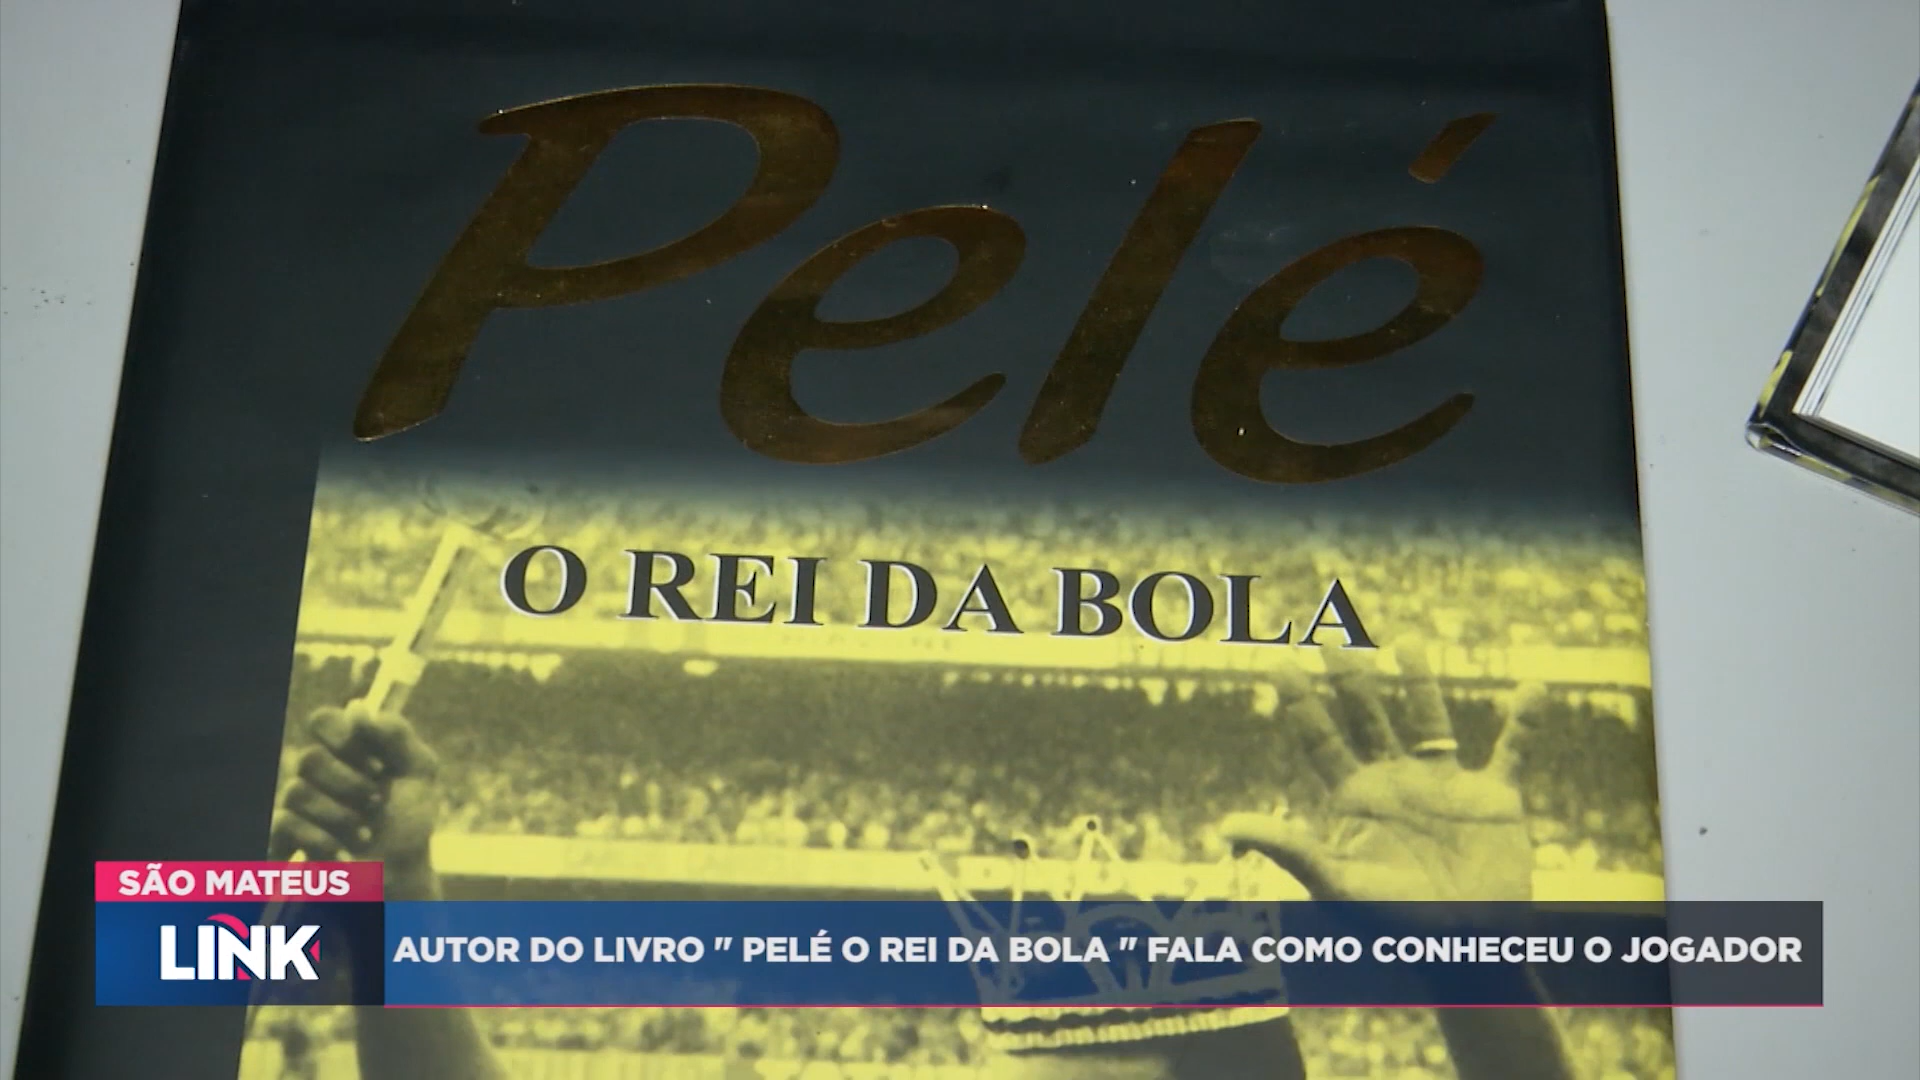 Pelé
O REI DA BOLA
SÃO MATEUS
LINK
AUTOR DO LIVRO " PELÉ O REI DA BOLA " FALA COMO CONHECEU O JOGADOR